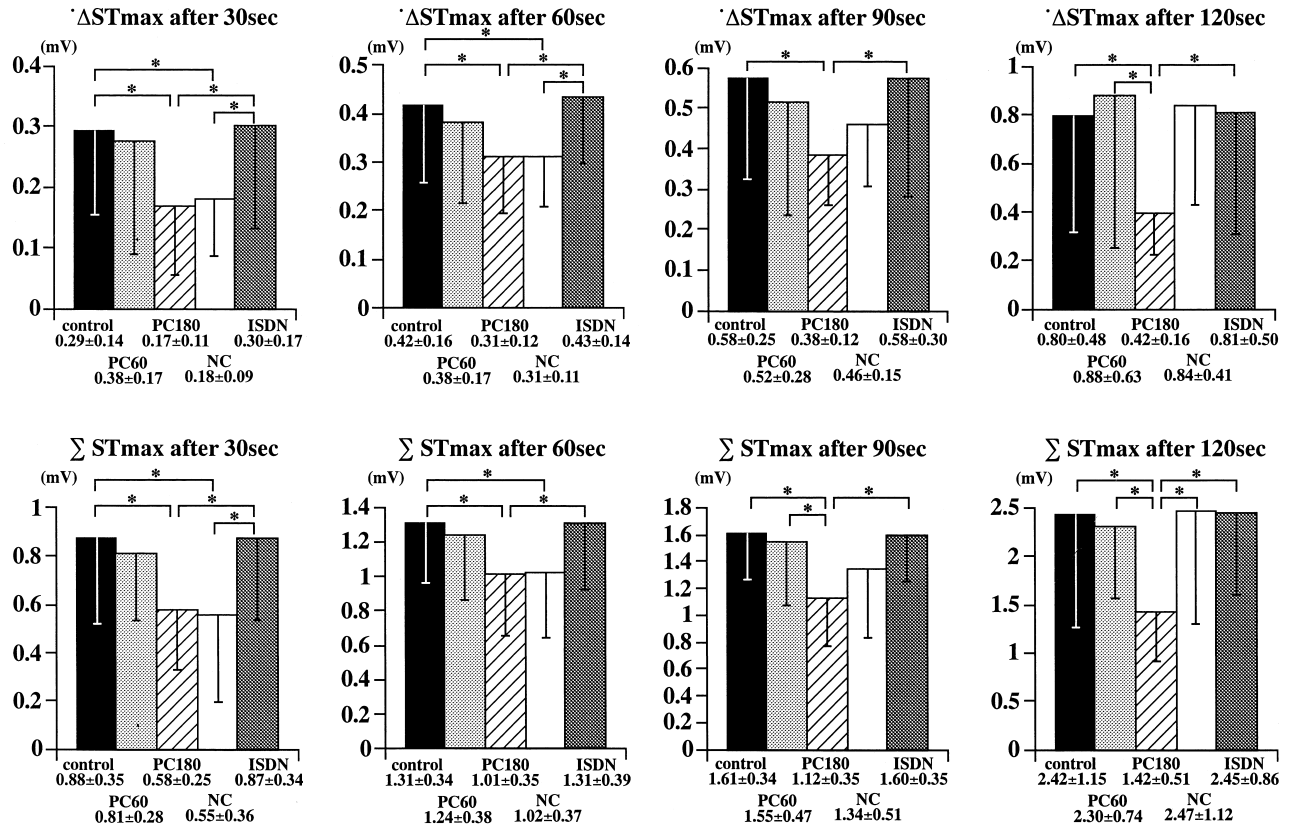 ˙ΔSTmax after 30sec
(mV)
*
*
*
*
0.4
0.3
0.2
0.1
0
control PC180 ISDN
0.29±0.14 0.17±0.11 0.30±0.17
PC60 NC
0.38±0.17 0.18±0.09
˙ΔSTmax after 60sec
(mV)
*
*
*
*
0.5
0.4
0.3
0.2
0.1
0
control PC180 ISDN
0.42±0.16 0.31±0.12 0.43±0.14
PC60 NC
0.38±0.17 0.31±0.11
˙ΔSTmax after 90sec
(mV)
*
*
0.6
0.5
0.4
0.3
0.2
0.1
0
control PC180 ISDN
0.58±0.25 0.38±0.12 0.58±0.30
PC60 NC
0.52±0.28 0.46±0.15
˙ΔSTmax after 120sec
(mV)
*
*
*
1
0.8
0.6
0.4
0.2
0
control PC180 ISDN
0.80±0.48 0.42±0.16 0.81±0.50
PC60 NC
0.88±0.63 0.84±0.41
∑ STmax after 30sec
(mV)
*
*
*
*
1
0.8
0.6
0.4
0.2
0
control PC180 ISDN
0.88±0.35 0.58±0.25 0.87±0.34
PC60 NC
0.81±0.28 0.55±0.36
∑ STmax after 60sec
(mV)
*
*
*
1.4
1.2
1
0.8
0.6
0.4
0.2
0
control PC180 ISDN
1.31±0.34 1.01±0.35 1.31±0.39
PC60 NC
1.24±0.38 1.02±0.37
∑ STmax after 90sec
(mV)
*
*
*
1.8
1.6
1.4
1.2
1
0.8
0.6
0.4
0.2
0
control PC180 ISDN
1.61±0.34 1.12±0.35 1.60±0.35
PC60 NC
1.55±0.47 1.34±0.51
∑ STmax after 120sec
(mV)
*
*
*
*
2.5
2
1.5
1
0.5
0
control PC180 ISDN
2.42±1.15 1.42±0.51 2.45±0.86
PC60 NC
2.30±0.74 2.47±1.12